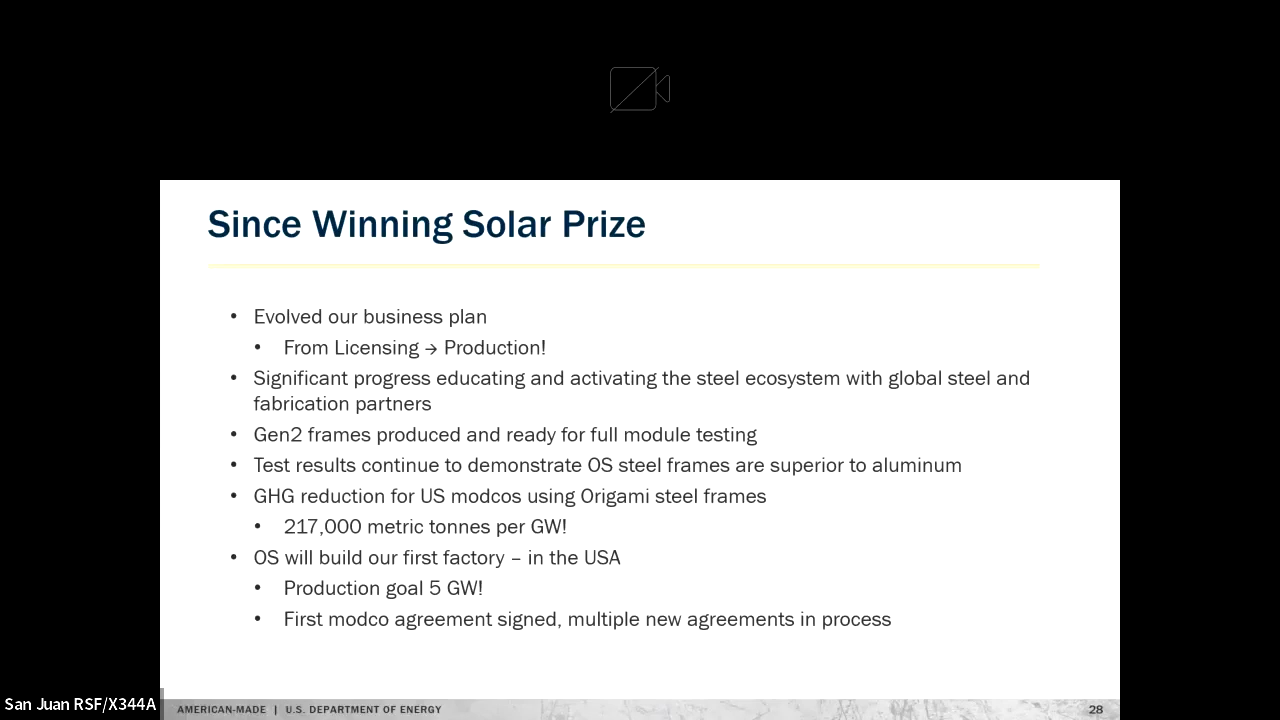 Since Winning Solar Prize
• Evolved our business plan
• From Licensing → Production!
• Significant progress educating and activating the steel ecosystem with global steel and
fabrication partners
• Gen2 frames produced and ready for full module testing
• Test results continue to demonstrate OS steel frames are superior to aluminum
• GHG reduction for US modcos using Origami steel frames
• 217,000 metric tonnes per GW!
• OS will build our first factory – in the USA
• Production goal 5 GW!
• First modco agreement signed, multiple new agreements in process
San Juan RSF/X344A
AMERICAN-MADE | U.S. DEPARTMENT OF ENERGY
28